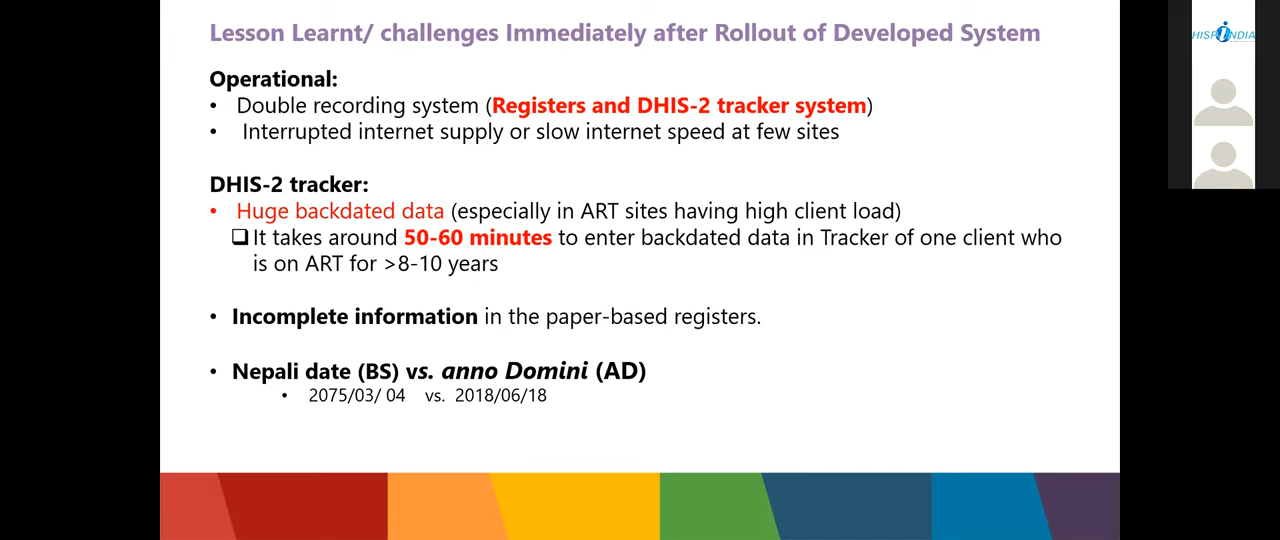 Lesson Learnt/ challenges Immediately after Rollout of Developed System
Operational:
• Double recording system (Registers and DHIS-2 tracker system)
• Interrupted internet supply or slow internet speed at few sites
DHIS-2 tracker:
• Huge backdated data (especially in ART sites having high client load)
❑ It takes around 50-60 minutes to enter backdated data in Tracker of one client who
is on ART for >8-10 years
• Incomplete information in the paper-based registers.
• Nepali date (BS) vs. anno Domini (AD)
• 2075/03/ 04 vs. 2018/06/18
HISP INDIA